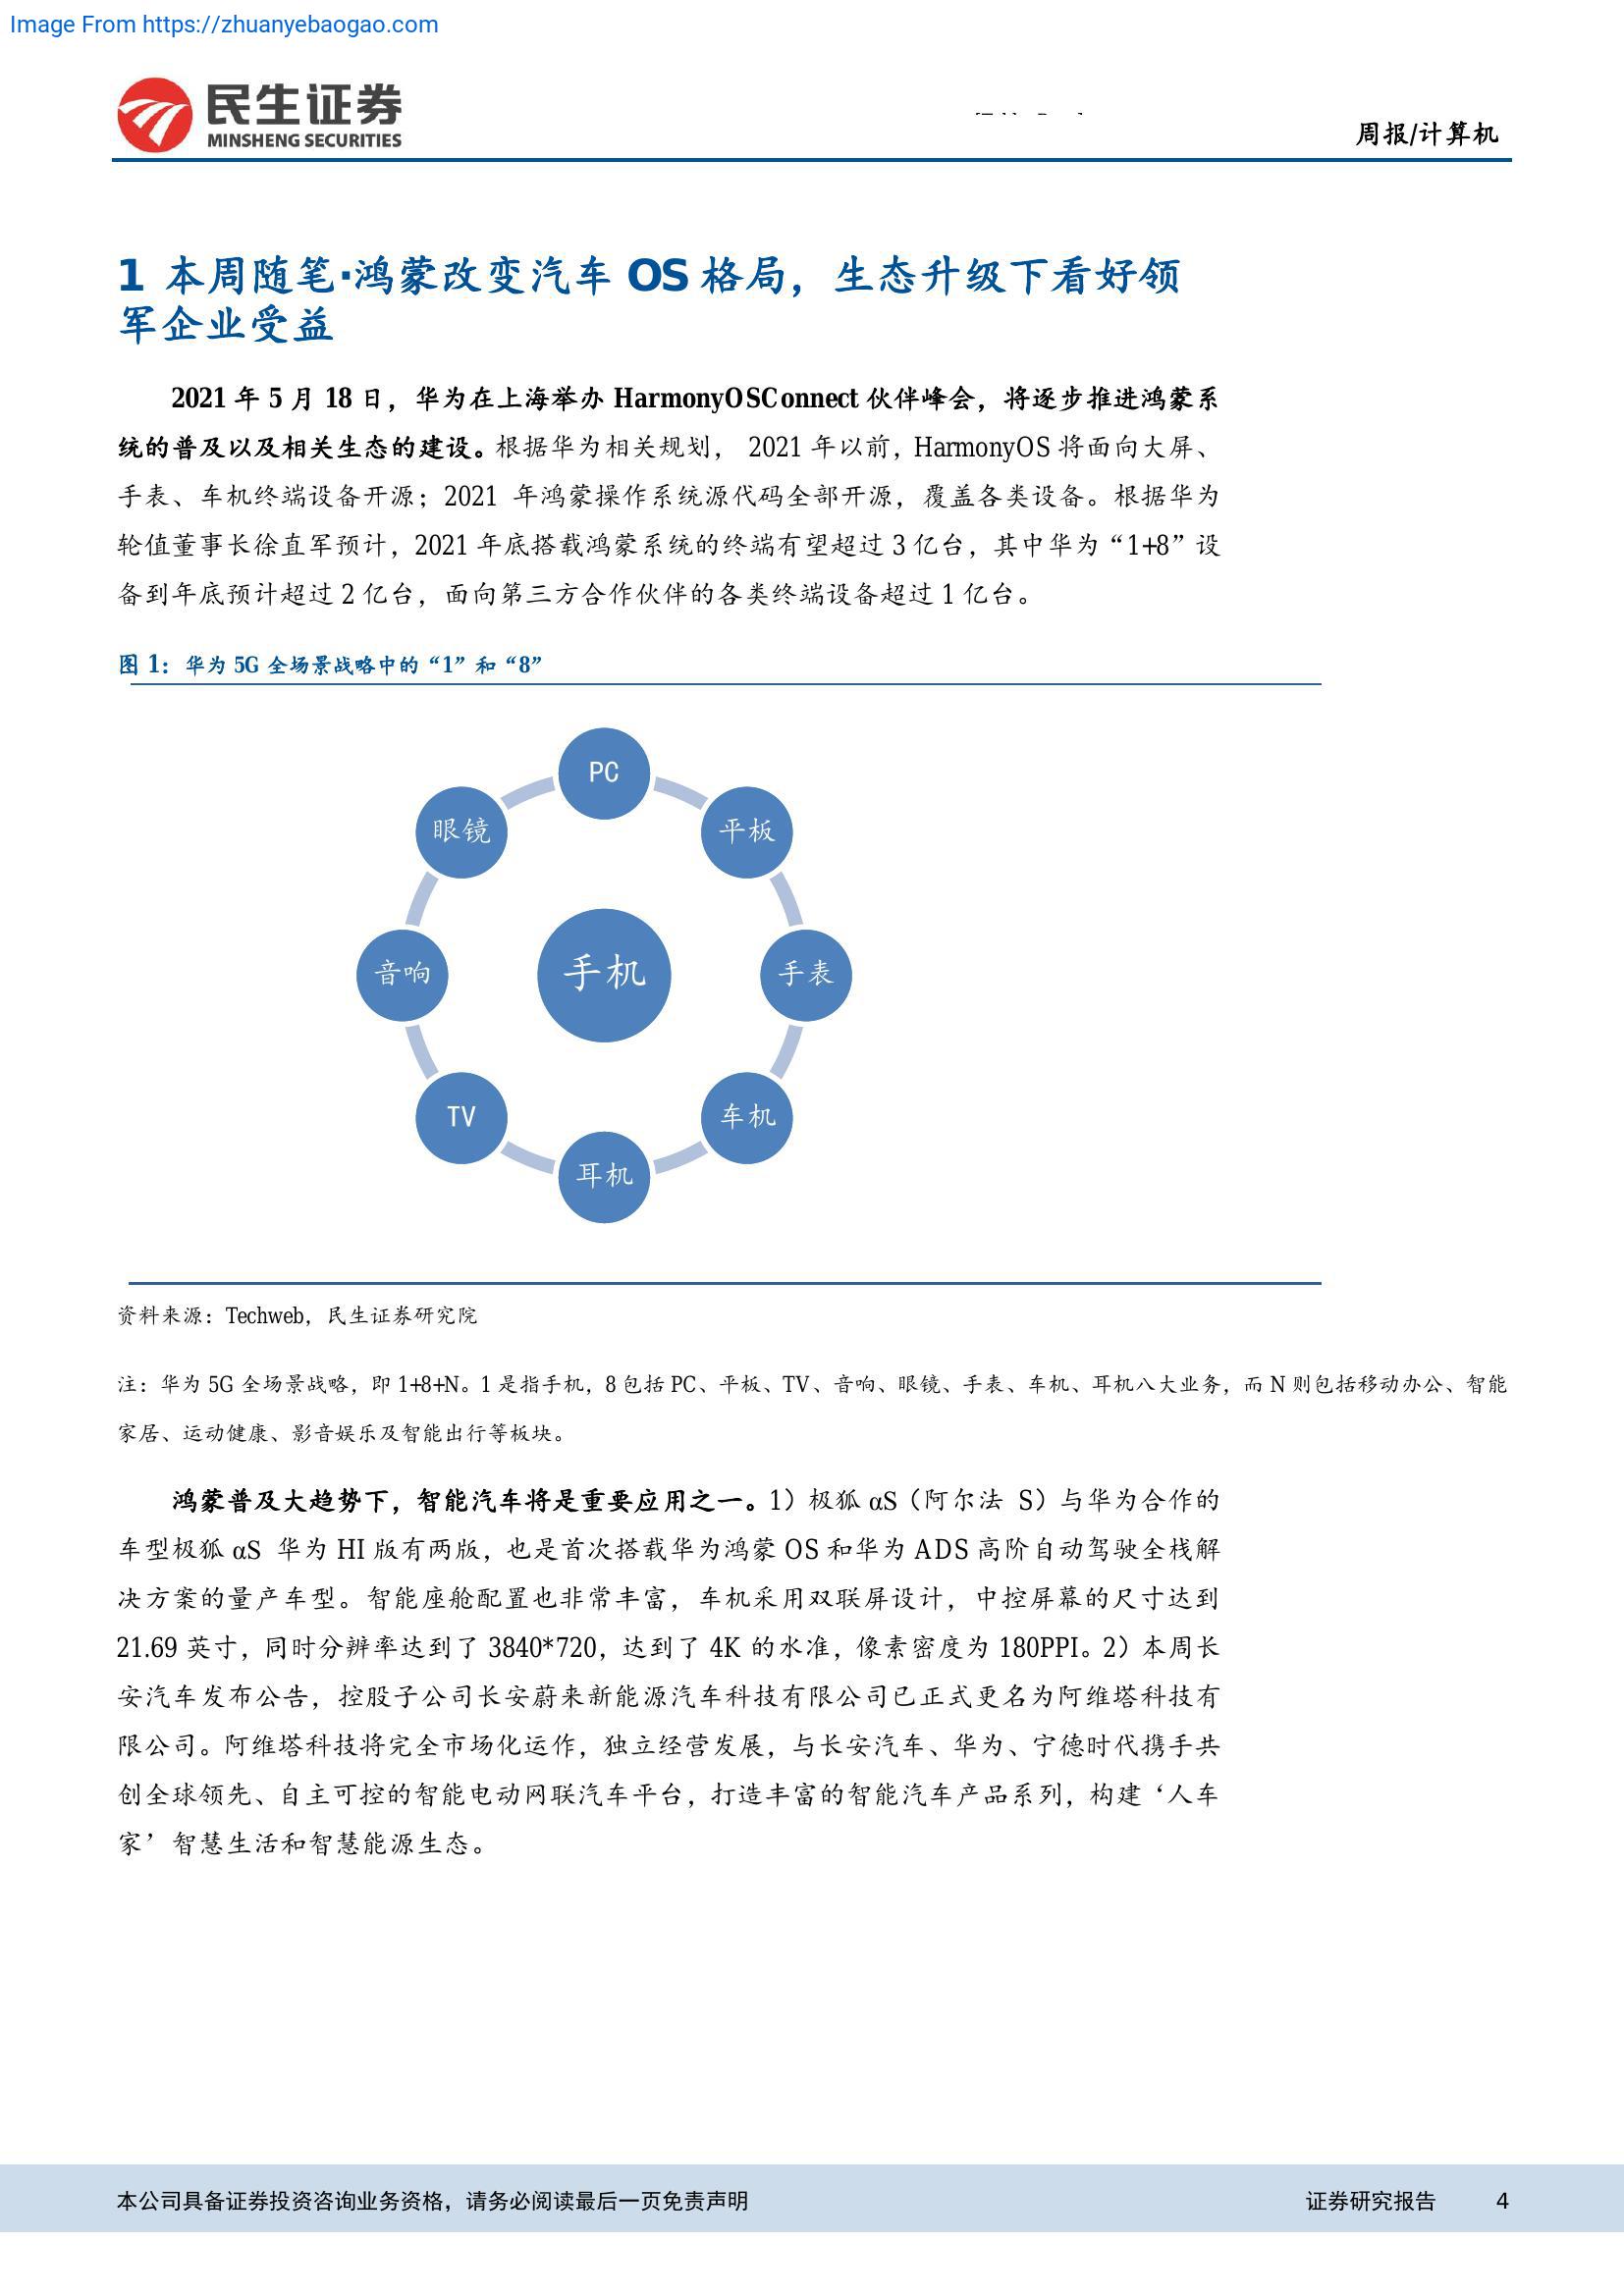 Image From https://zhuanyebaogao.com
民生证券
MINSHENG SECURITIES
周报/计算机
1 本周随笔·鸿蒙改变汽车 OS 格局，生态升级下看好领
军企业受益
2021 年 5 月 18 日，华为在上海举办 HarmonyOSConnect 伙伴峰会，将逐步推进鸿蒙系
统的普及以及相关生态的建设。根据华为相关规划， 2021 年以前，HarmonyOS 将面向大屏、
手表、车机终端设备开源；2021 年鸿蒙操作系统源代码全部开源，覆盖各类设备。根据华为
轮值董事长徐直军预计，2021 年底搭载鸿蒙系统的终端有望超过 3 亿台，其中华为“1+8”设
备到年底预计超过 2 亿台，面向第三方合作伙伴的各类终端设备超过 1 亿台。
图 1：华为 5G 全场景战略中的“1”和“8”
PC
眼镜
平板
音响
手机
手表
TV
车机
耳机
资料来源：Techweb，民生证券研究院
注：华为 5G 全场景战略，即 1+8+N。1 是指手机，8 包括 PC、平板、TV、音响、眼镜、手表、车机、耳机八大业务，而 N 则包括移动办公、智能
家居、运动健康、影音娱乐及智能出行等板块。
鸿蒙普及大趋势下，智能汽车将是重要应用之一。1）极狐 αS（阿尔法 S）与华为合作的
车型极狐 αS 华为 HI 版有两版，也是首次搭载华为鸿蒙 OS 和华为 ADS 高阶自动驾驶全栈解
决方案的量产车型。智能座舱配置也非常丰富，车机采用双联屏设计，中控屏幕的尺寸达到
21.69 英寸，同时分辨率达到了 3840*720，达到了 4K 的水准，像素密度为 180PPI。2）本周长
安汽车发布公告，控股子公司长安蔚来新能源汽车科技有限公司已正式更名为阿维塔科技有
限公司。阿维塔科技将完全市场化运作，独立经营发展，与长安汽车、华为、宁德时代携手共
创全球领先、自主可控的智能电动网联汽车平台，打造丰富的智能汽车产品系列，构建‘人车
家’智慧生活和智慧能源生态。
本公司具备证券投资咨询业务资格，请务必阅读最后一页免责声明
证券研究报告 4